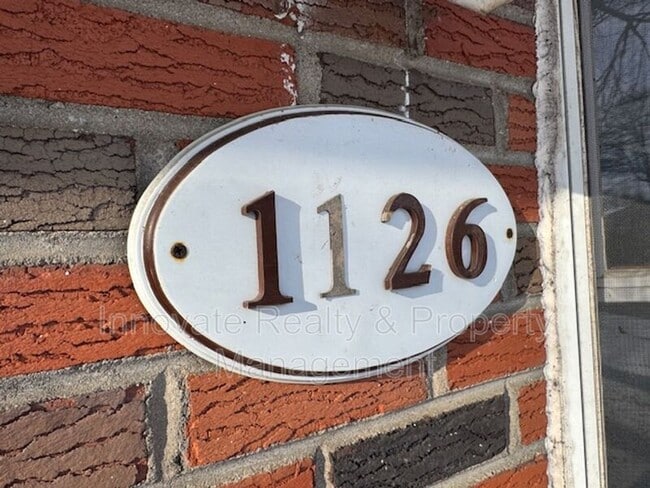 1126
Innovate Realty & Property
Management